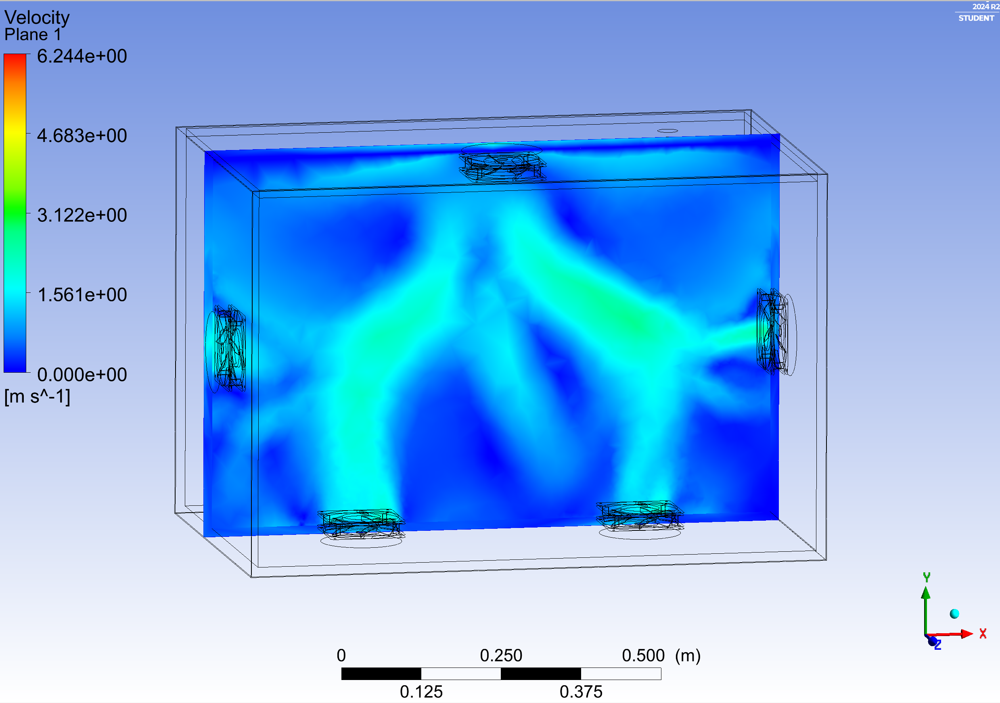 2024 R2
STUDENT
Velocity
Plane 1
6.244e+00
4.683e+00
3.122e+00
1.561e+00
0.000e+00
[m s^-1]
Y
X
Z
0 0.250 0.500 (m)
0.125 0.375